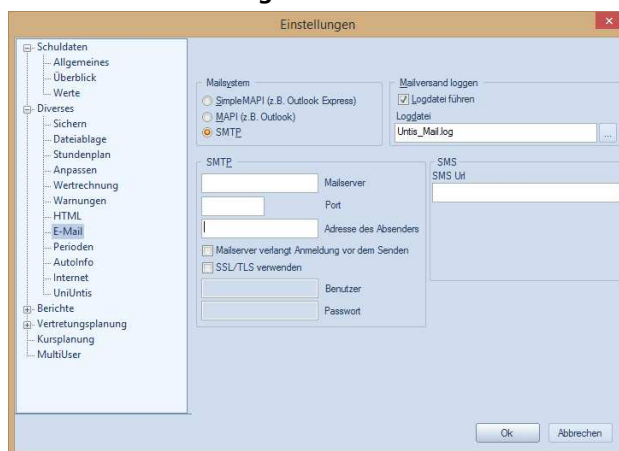 Einstellungen
Schuldaten
Allgemeines
Überblick
Werte
Diverses
Sichern
Dateiablage
Stundenplan
Anpassen
Wertrechnung
Warnungen
HTML
E-Mail
Perioden
AutoInfo
Internet
UniUntis
Berichte
Vertretungsplanung
Kursplanung
MultiUser
Mailsystem
SimpleMAPI (z.B. Outlook Express)
MAPI (z.B. Outlook)
SMTP
Mailversand loggen
Logdatei führen
Logdatei
Untis_Mail.log
...
SMTP
Mailserver
Port
Adresse des Absenders
Mailserver verlangt Anmeldung vor dem Senden
SSL/TLS verwenden
Benutzer
Passwort
SMS
SMS Url
Ok
Abbrechen